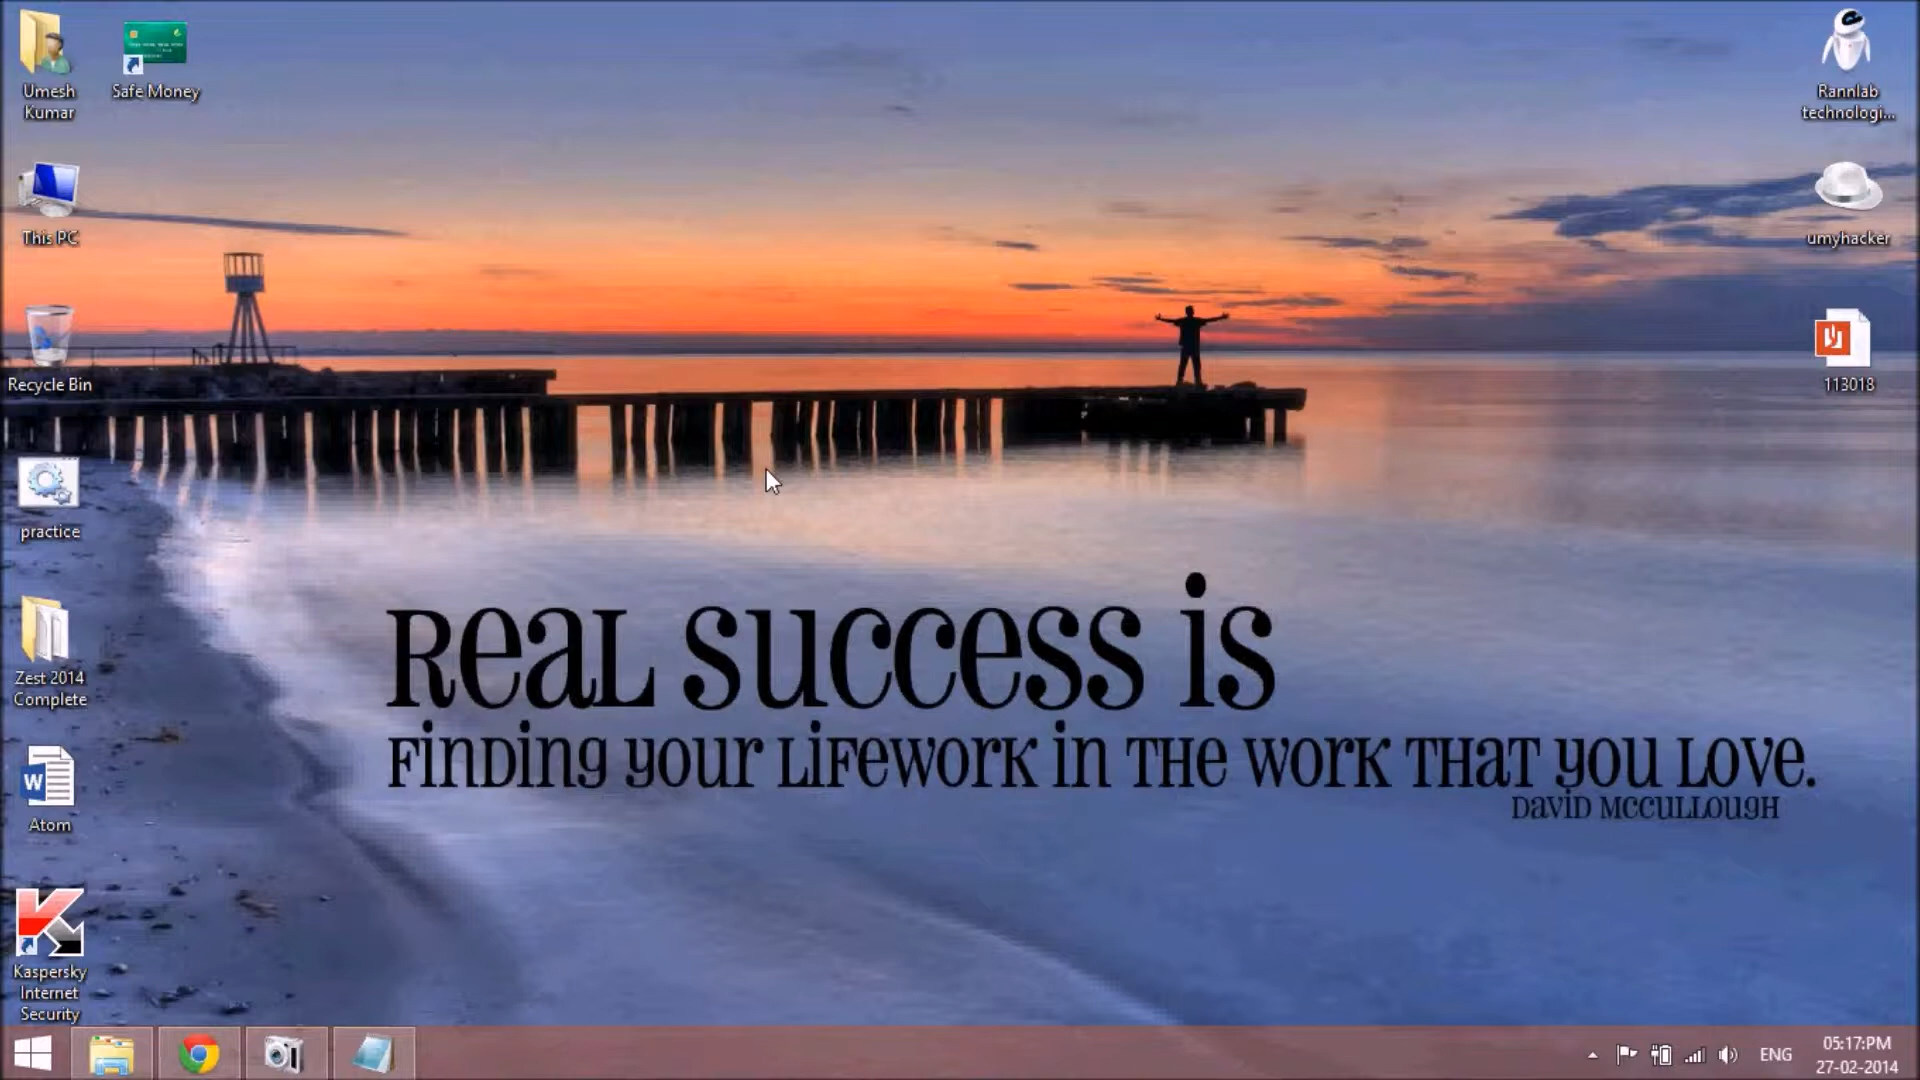 Umesh
Kumar
Safe Money
This PC
Recycle Bin
practice
Zest 2014
Complete
W
Atom
Kaspersky
Internet
Security
Rannlab
technologi...
umyhacker
113018
Real success is
Finding your lifework in the work that you love.
David McCullough
ENG
05:17:PM
27-02-2014